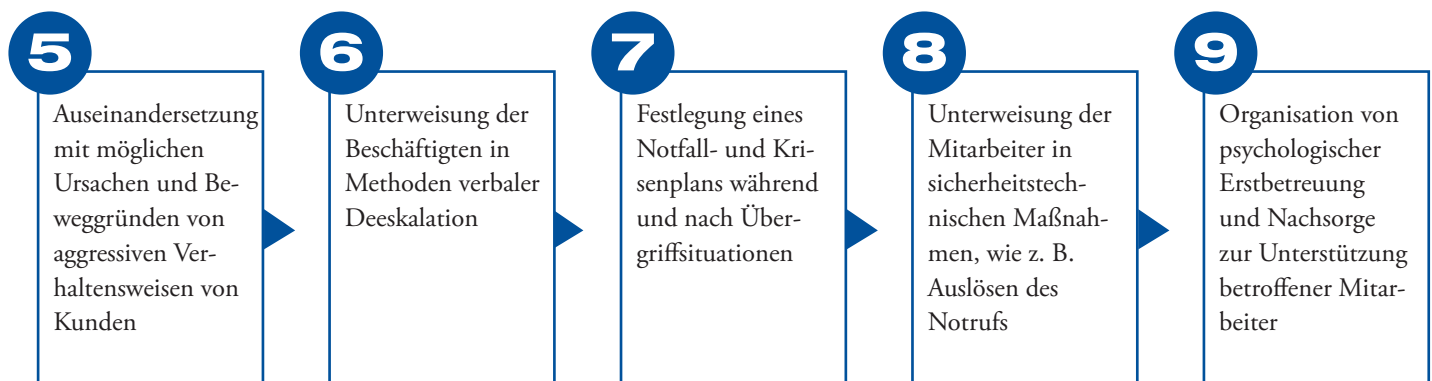 5
Auseinandersetzung
mit möglichen
Ursachen und Be-
weggründen von
aggressiven Ver-
haltensweisen von
Kunden
6
Unterweisung der
Beschäftigten in
Methoden verbaler
Deeskalation
7
Festlegung eines
Notfall- und Kri-
senplans während
und nach Über-
griffsituationen
8
Unterweisung der
Mitarbeiter in
sicherheitstech-
nischen Maßnah-
men, wie z. B.
Auslösen des
Notrufs
9
Organisation von
psychologischer
Erstbetreuung
und Nachsorge
zur Unterstützung
betroffener Mitar-
beiter